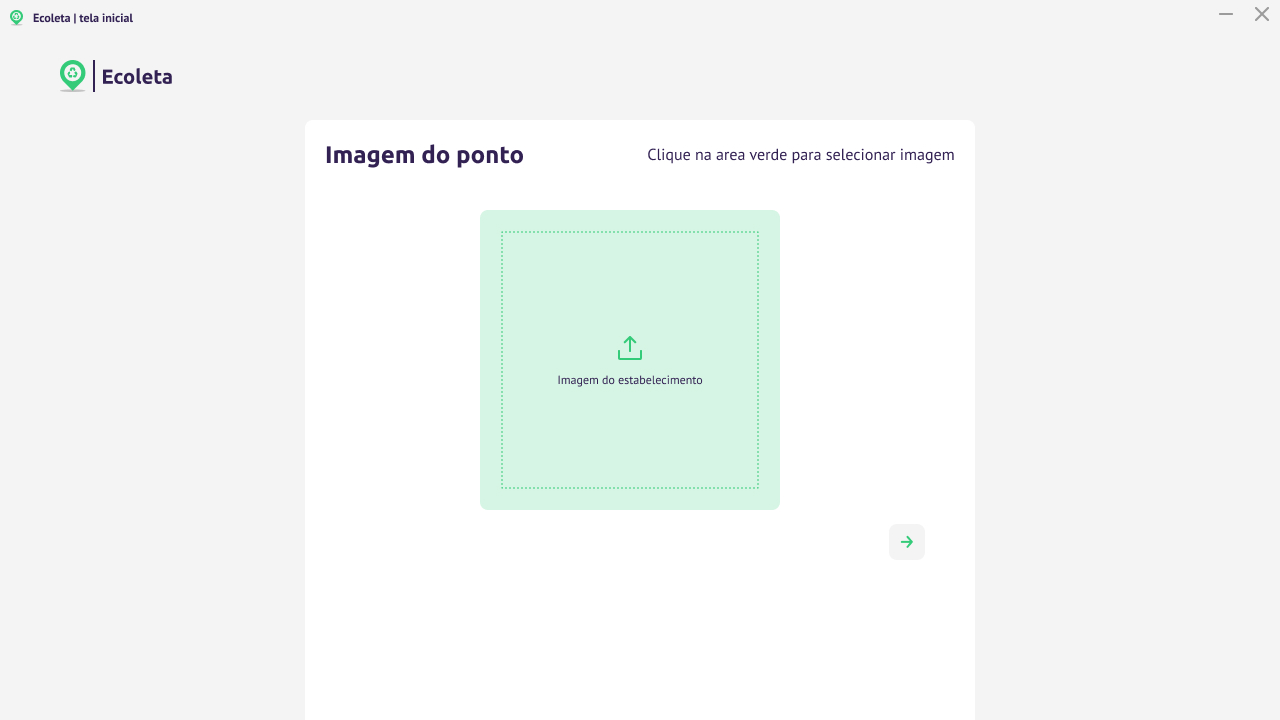 Ecoleta | tela inicial
Ecoleta
Imagem do ponto
Clique na area verde para selecionar imagem
Imagem do estabelecimento